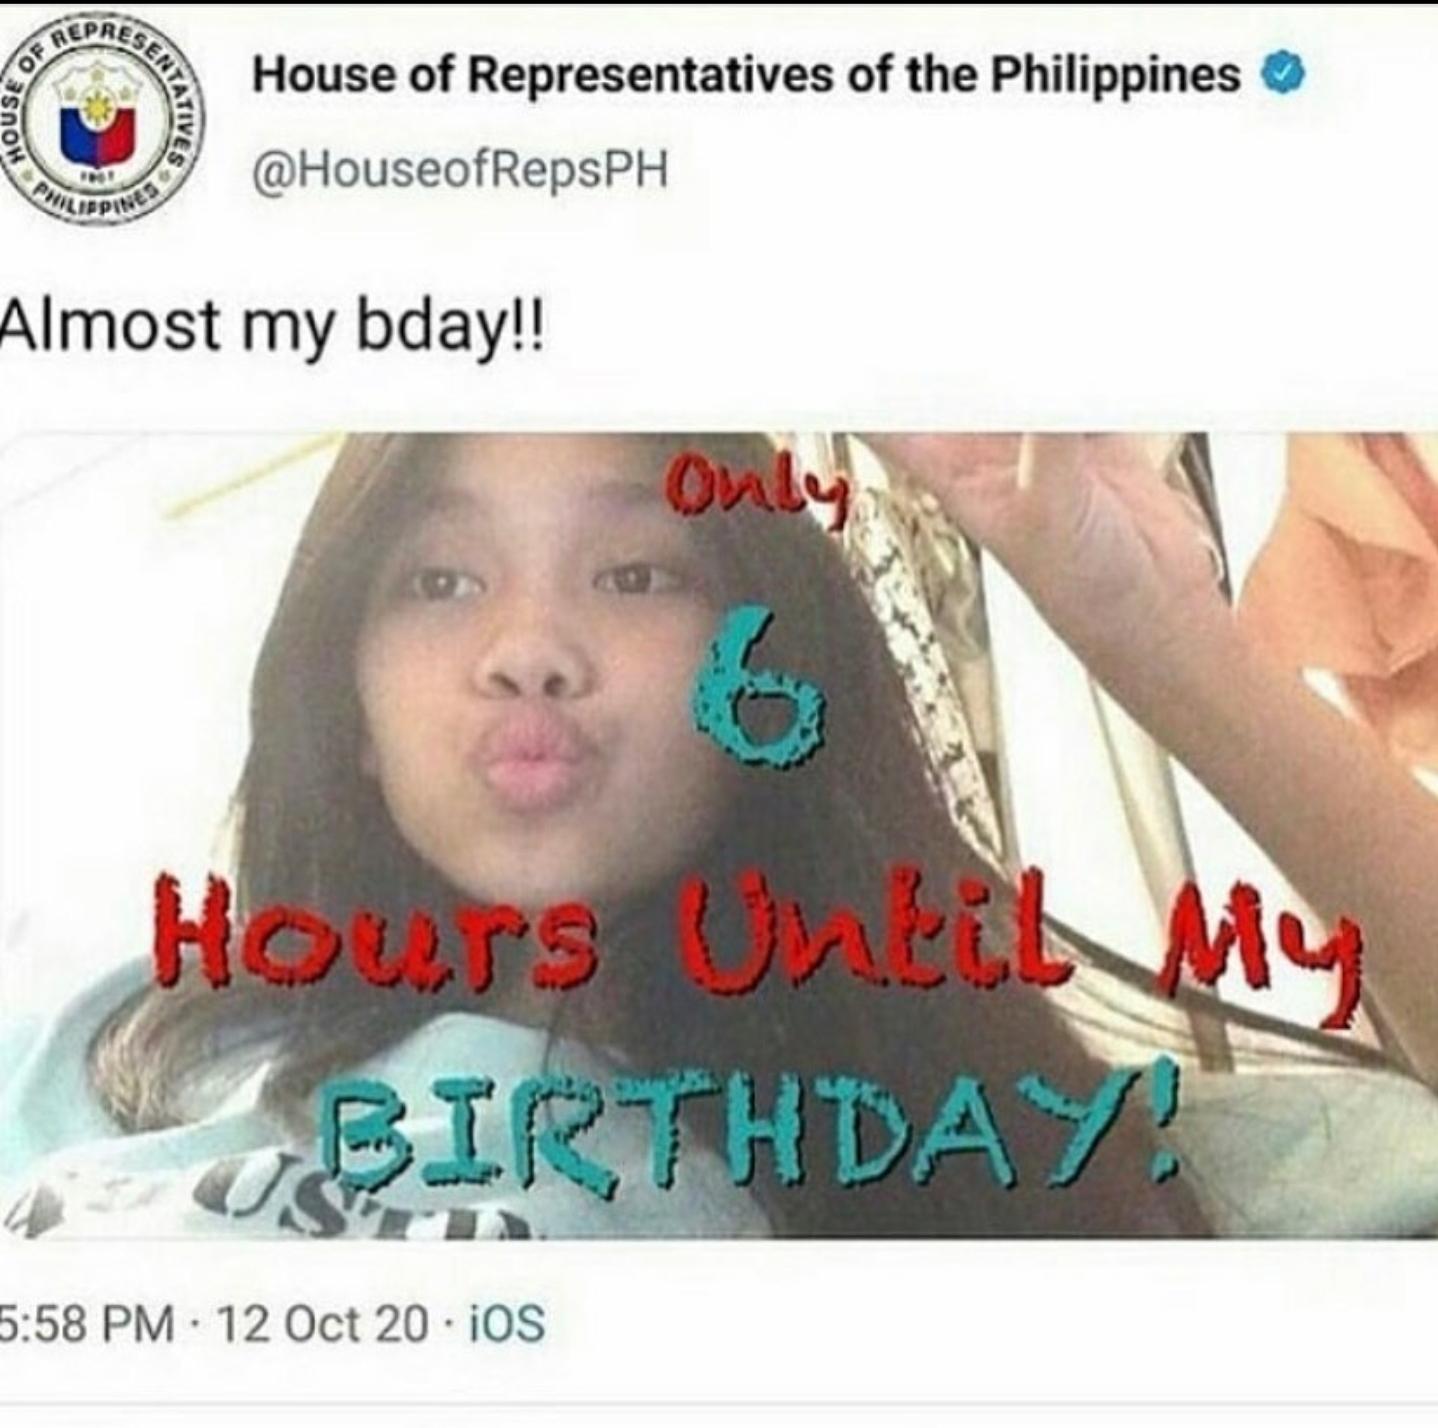 HOUSE OF REPRESENTATIVES
PHILIPPINES
1907
House of Representatives of the Philippines
@HouseofRepsPH
Almost my bday!!
Only
6
Hours Until My
BIRTHDAY!
5:58 PM · 12 Oct 20 · iOS